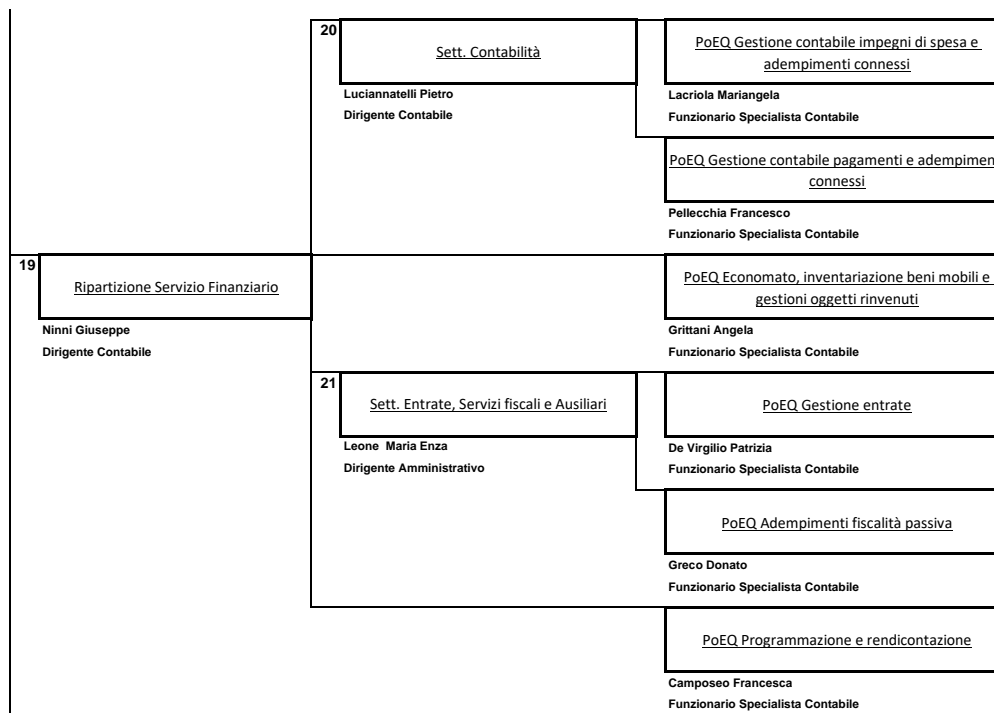 20
Sett. Contabilità
Luciannatelli Pietro
Dirigente Contabile
PoEQ Gestione contabile impegni di spesa e
adempimenti connessi
Lacriola Mariangela
Funzionario Specialista Contabile
PoEQ Gestione contabile pagamenti e adempimen
connessi
Pellecchia Francesco
Funzionario Specialista Contabile
19
Ripartizione Servizio Finanziario
Ninni Giuseppe
Dirigente Contabile
PoEQ Economato, inventariazione beni mobili e
gestioni oggetti rinvenuti
Grittani Angela
Funzionario Specialista Contabile
21
Sett. Entrate, Servizi fiscali e Ausiliari
Leone  Maria Enza
Dirigente Amministrativo
PoEQ Gestione entrate
De Virgilio Patrizia
Funzionario Specialista Contabile
PoEQ Adempimenti fiscalità passiva
Greco Donato
Funzionario Specialista Contabile
PoEQ Programmazione e rendicontazione
Camposeo Francesca
Funzionario Specialista Contabile